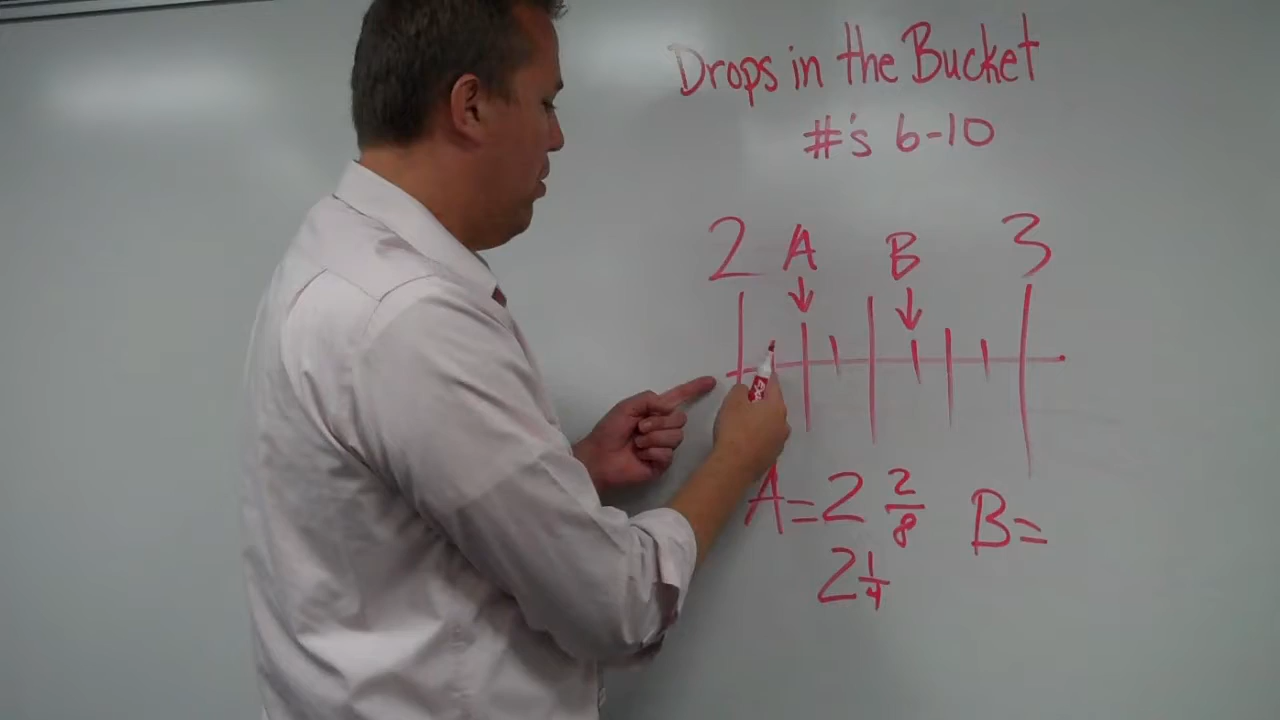 Drops in the Bucket
#'s 6-10
2 A B 3
A = 2 2/8 B =
2 1/4